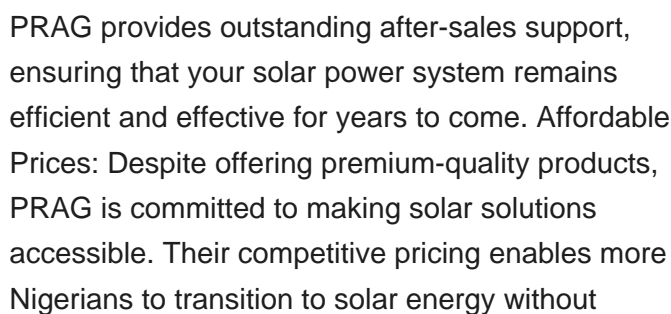 PRAG provides outstanding after-sales support,
ensuring that your solar power system remains
efficient and effective for years to come. Affordable
Prices: Despite offering premium-quality products,
PRAG is committed to making solar solutions
accessible. Their competitive pricing enables more
Nigerians to transition to solar energy without